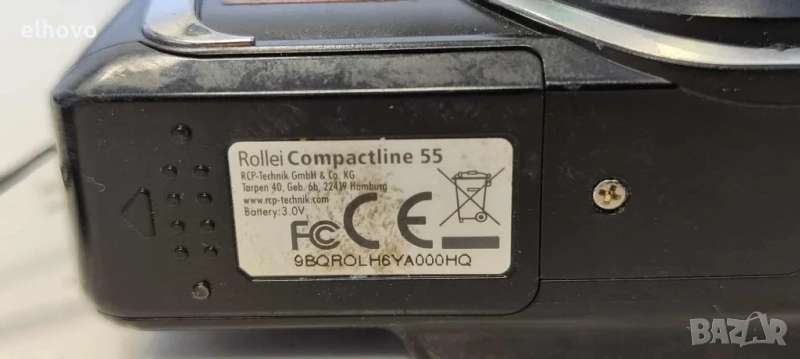 elhovo
Rollei Compactline 55
RCP-Technik GmbH & Co. KG
Tarpen 40, Geb. 6b, 22419 Hamburg
www.rcp-technik.com
Battery:3.0V
FC CE
9BQROLH6YA000HQ
BAZAR